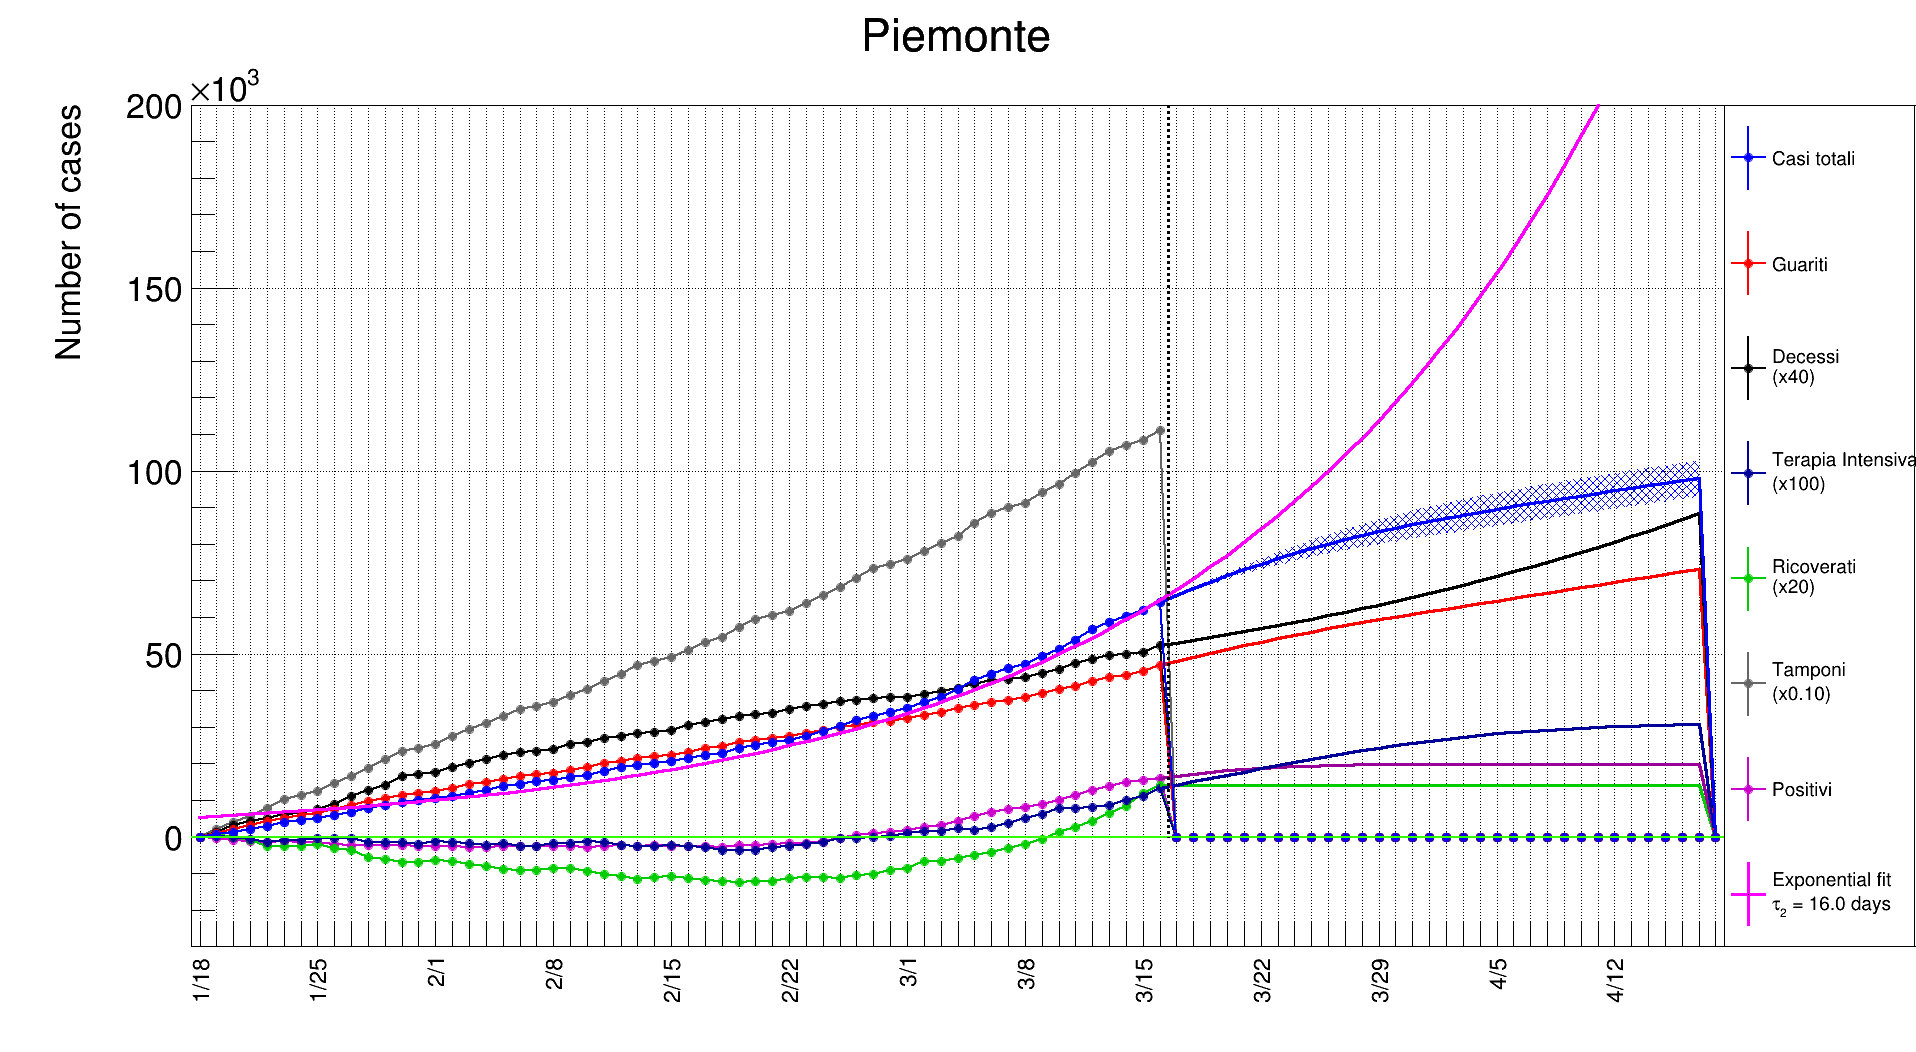 Piemonte
×10³
Number of cases
200
150
100
50
0
1/18
1/25
2/1
2/8
2/15
2/22
3/1
3/8
3/15
3/22
3/29
4/5
4/12
Casi totali
Guariti
Decessi
(x40)
Terapia Intensiva
(x100)
Ricoverati
(x20)
Tamponi
(x0.10)
Positivi
Exponential fit
τ₂ = 16.0 days